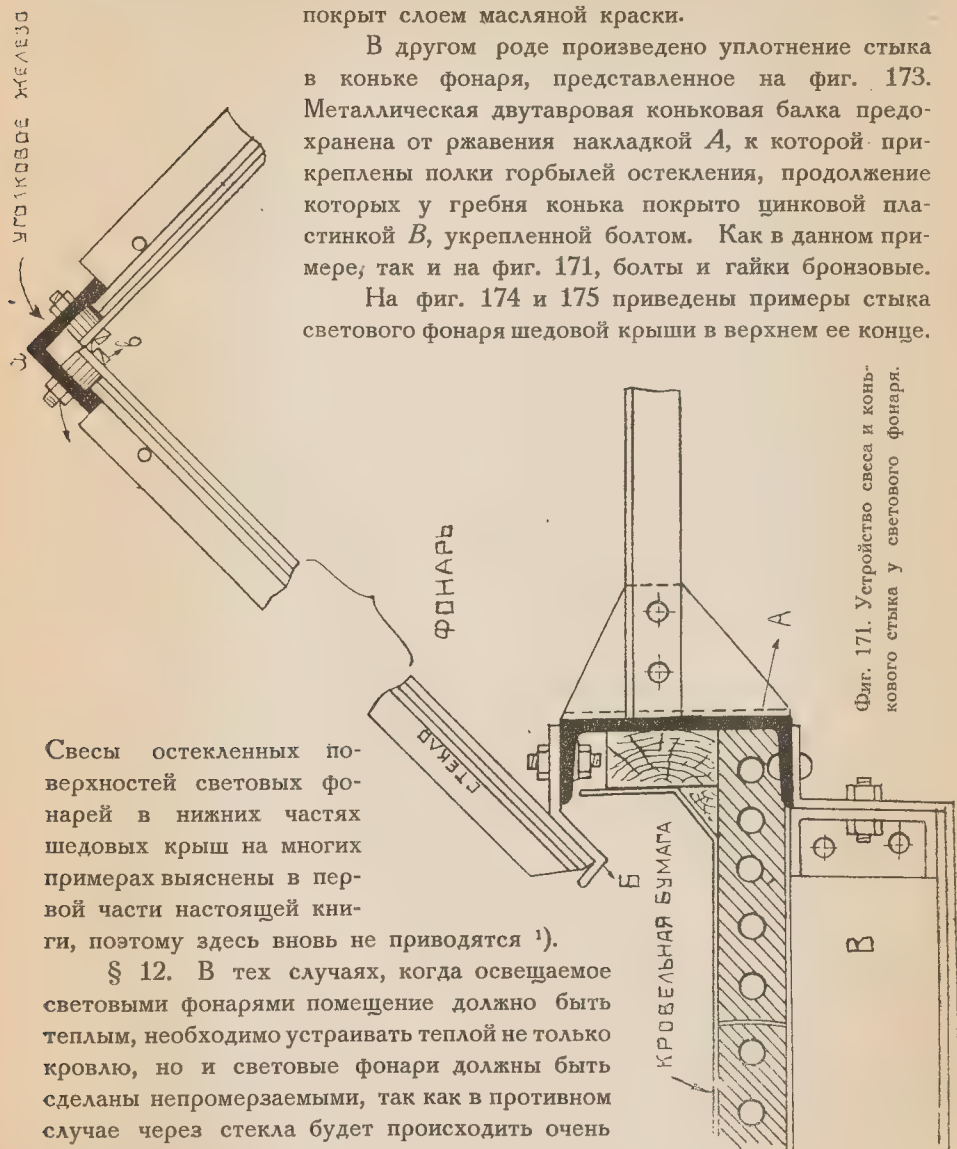 покрыт слоем масляной краски.
В другом роде произведено уплотнение стыка
в коньке фонаря, представленное на фиг. 173.
Металлическая двутавровая коньковая балка предо-
хранена от ржавения накладкой A, к которой при-
креплены полки горбылей остекления, продолжение
которых у гребня конька покрыто цинковой пла-
стинкой B, укрепленной болтом. Как в данном при-
мере, так и на фиг. 171, болты и гайки бронзовые.
На фиг. 174 и 175 приведены примеры стыка
светового фонаря шедовой крыши в верхнем ее конце.
УГОЛКОВОЕ ЖЕЛЕЗО
а
б
ФОНАРЬ
СТЕКЛА
Б
А
КРОВЕЛЬНАЯ БУМАГА
В
Фиг. 171. Устройство свеса и конь-
кового стыка у светового фонаря.
Свесы остекленных по-
верхностей световых фо-
нарей в нижних частях
шедовых крыш на многих
примерах выяснены в пер-
вой части настоящей кни-
ги, поэтому здесь вновь не приводятся ¹).
§ 12. В тех случаях, когда освещаемое
световыми фонарями помещение должно быть
теплым, необходимо устраивать теплой не только
кровлю, но и световые фонари должны быть
сделаны непромерзаемыми, так как в противном
случае через стекла будет происходить очень